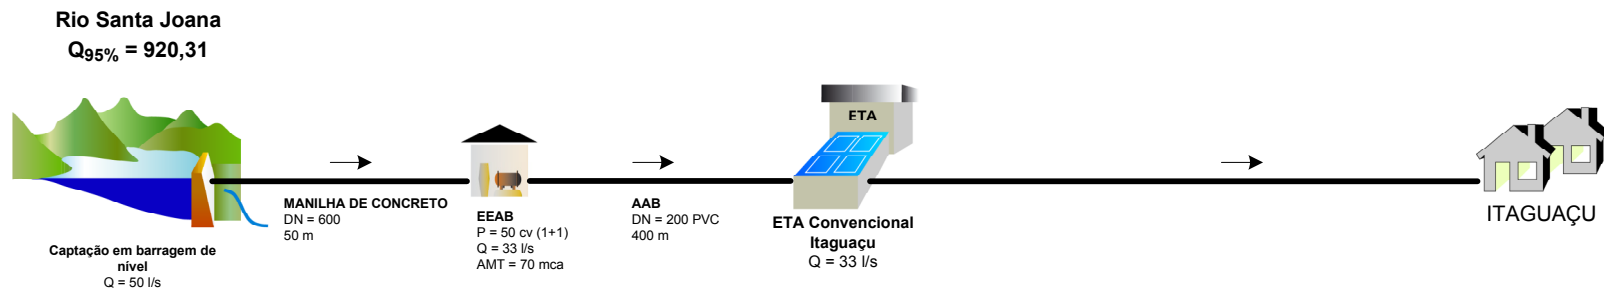 Rio Santa Joana
Q95% = 920,31
ETA
MANILHA DE CONCRETO
DN = 600
50 m
EEAB
P = 50 cv (1+1)
Q = 33 l/s
AMT = 70 mca
AAB
DN = 200 PVC
400 m
ETA Convencional
Itaguaçu
Q = 33 l/s
ITAGUAÇU
Captação em barragem de
nível
Q = 50 l/s